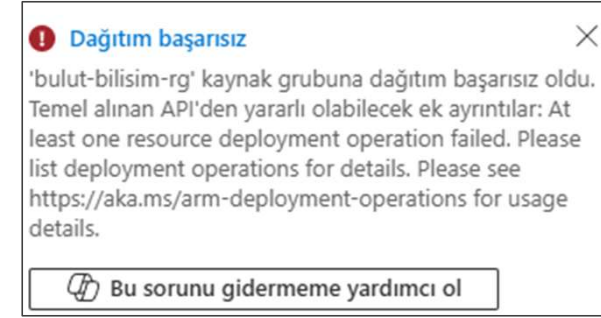 Dağıtım başarısız
'bulut-bilisim-rg' kaynak grubuna dağıtım başarısız oldu.
Temel alınan API'den yararlı olabilecek ek ayrıntılar: At
least one resource deployment operation failed. Please
list deployment operations for details. Please see
https://aka.ms/arm-deployment-operations for usage
details.
Bu sorunu gidermeme yardımcı ol